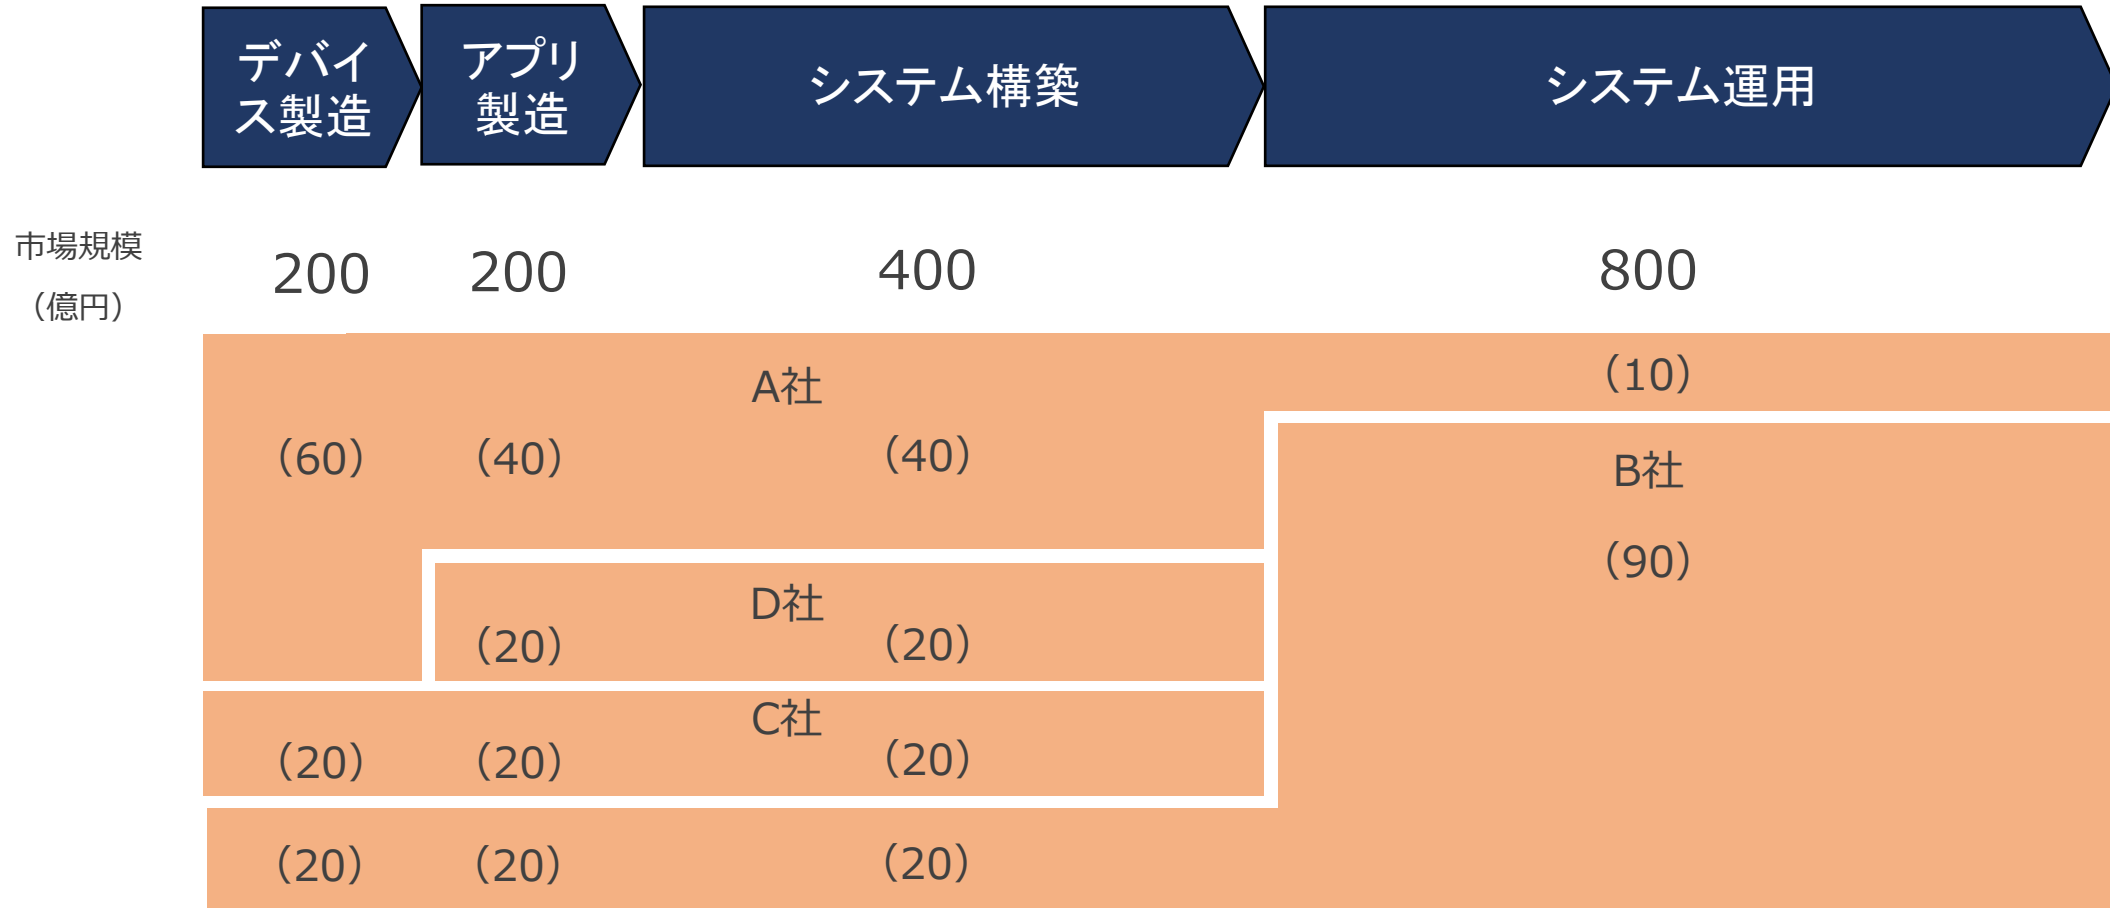 デバイ
ス製造
アプリ
製造
システム構築
システム運用
市場規模
（億円）
200
200
400
800
A社
（10）
（60）
（40）
（40）
B社
（90）
D社
（20）
（20）
C社
（20）
（20）
（20）
（20）
（20）
（20）